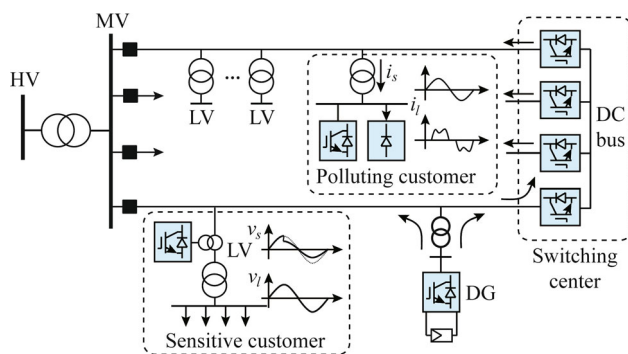 MV
HV
LV
...
LV
i_s
i_l
Polluting customer
DC
bus
Switching
center
v_s
LV
v_l
Sensitive customer
DG